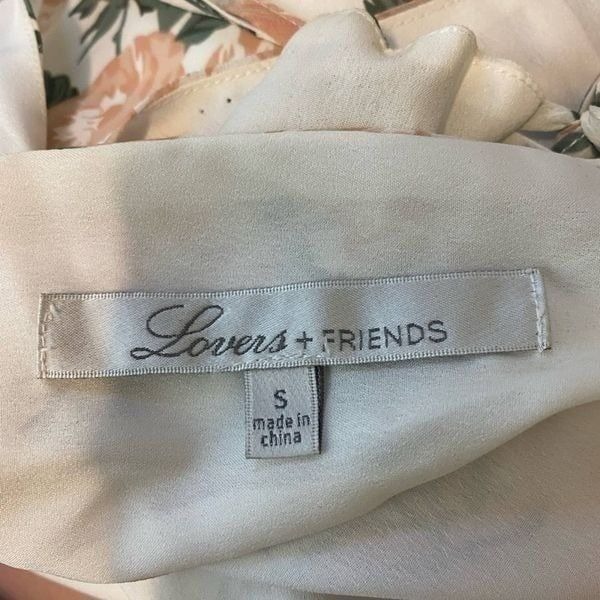 Lovers + FRIENDS
S
made in
china